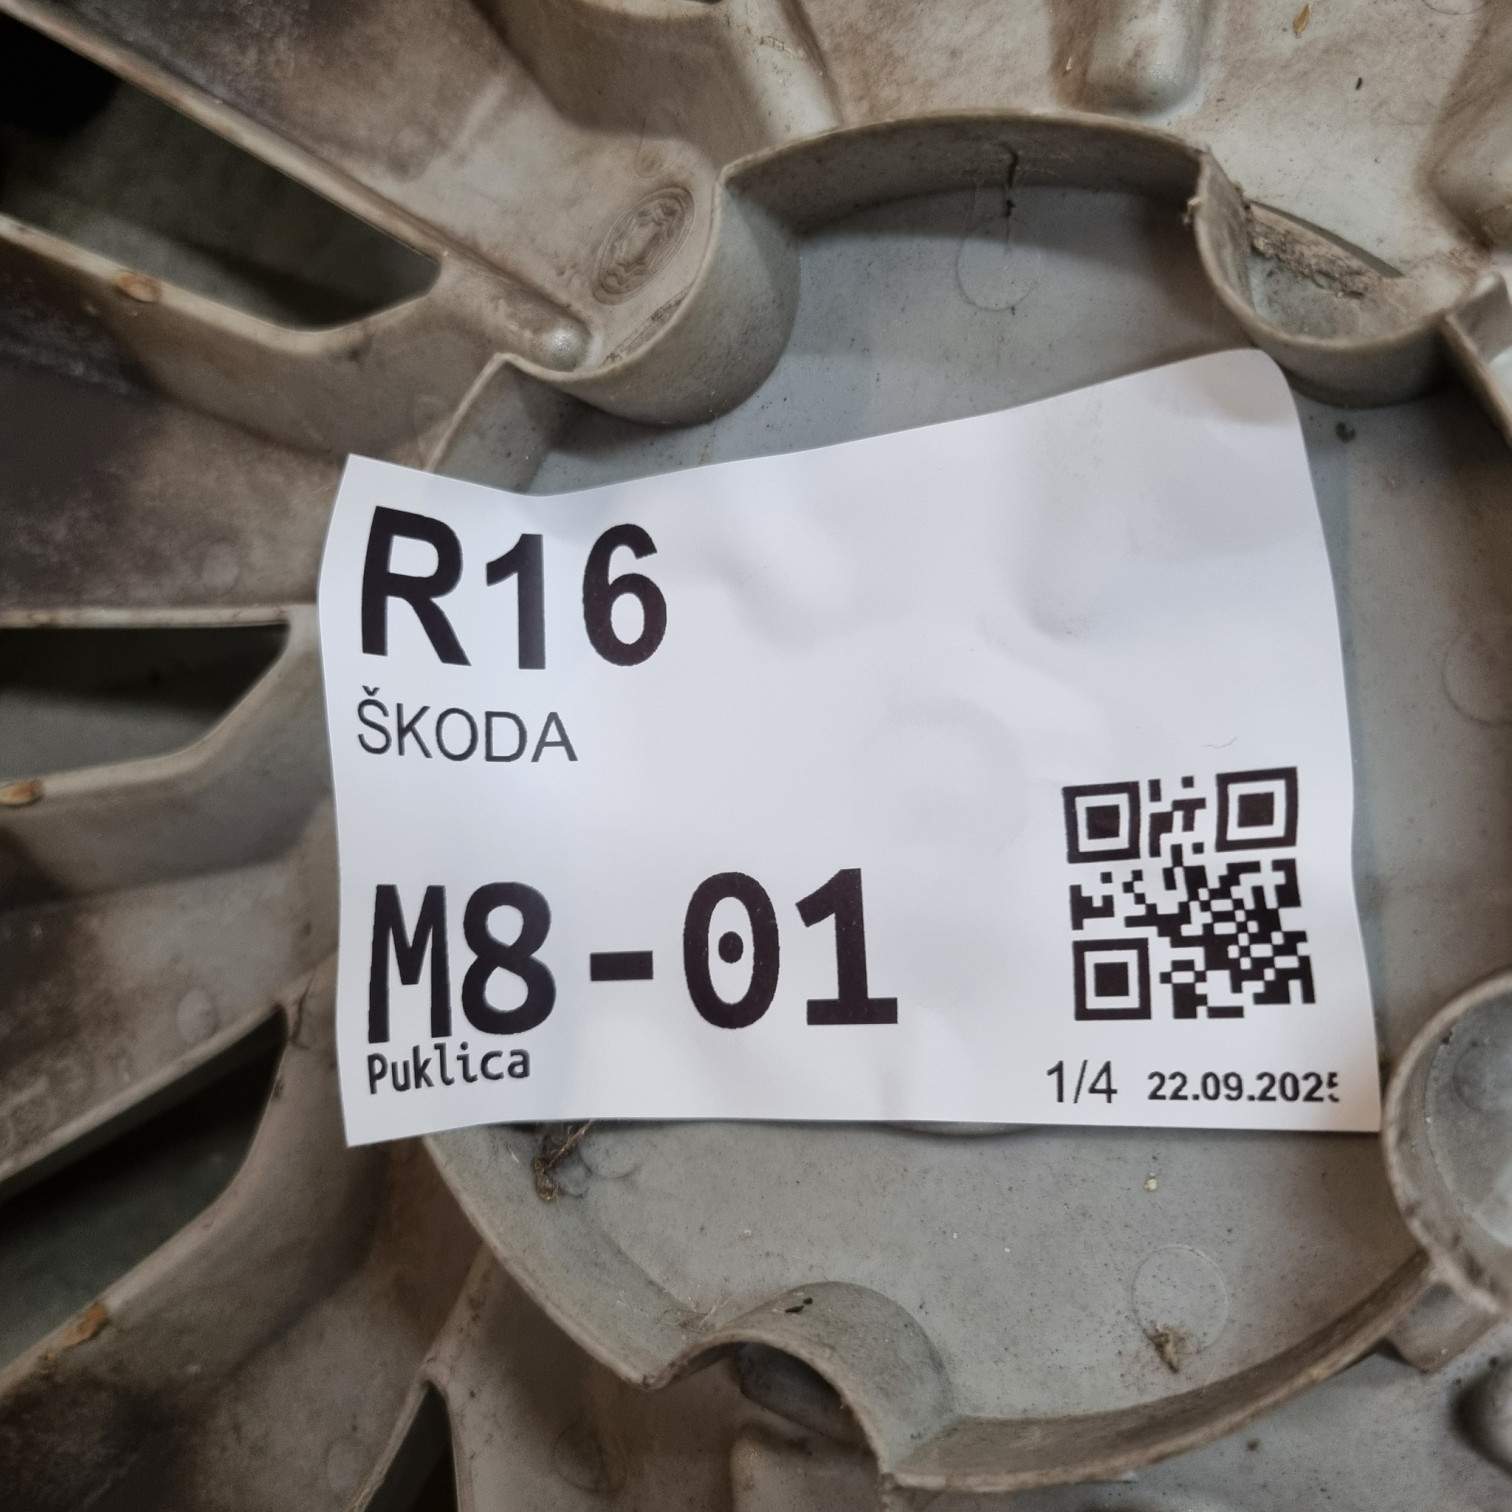 R16
ŠKODA
M8-01
Puklica
1/4 22.09.2025